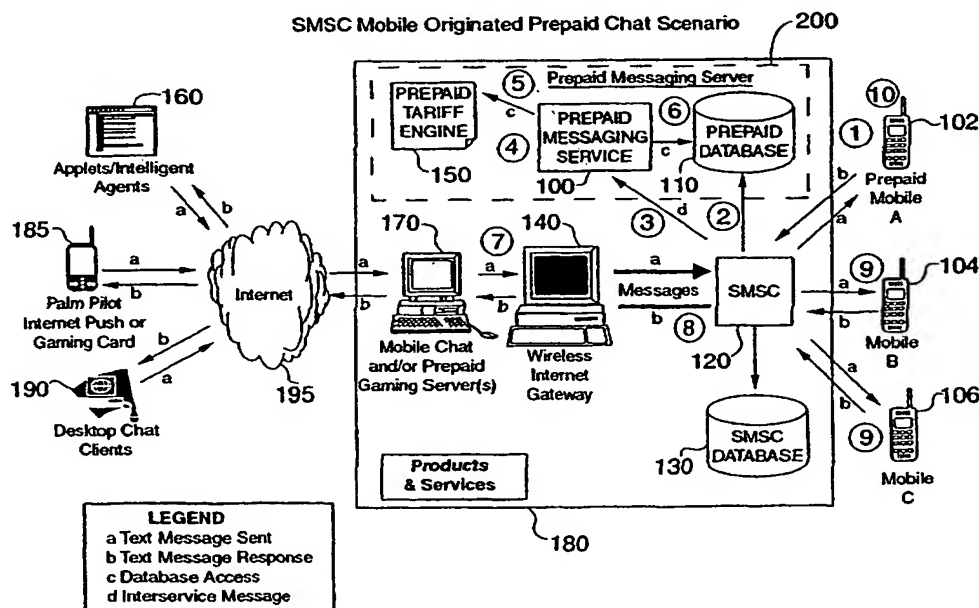 SMSC Mobile Originated Prepaid Chat Scenario
200
Prepaid Messaging Server
160
Applets/Intelligent
Agents
a
b
185
a
b
Palm Pilot
Internet Push or
Gaming Card
190
b
a
Desktop Chat
Clients
Internet
195
5
PREPAID
TARIFF
ENGINE
150
c
4
PREPAID
MESSAGING
SERVICE
100
6
c
PREPAID
DATABASE
110
3
d
2
170
a
b
7
a
b
140
Mobile Chat
and/or Prepaid
Gaming Server(s)
Wireless
Internet
Gateway
a
Messages
b
8
SMSC
120
SMSC
DATABASE
130
Products
& Services
180
10
1
102
b
a
Prepaid
Mobile
A
9
104
a
b
Mobile
B
a
b
9
106
Mobile
C
LEGEND
a Text Message Sent
b Text Message Response
c Database Access
d Interservice Message